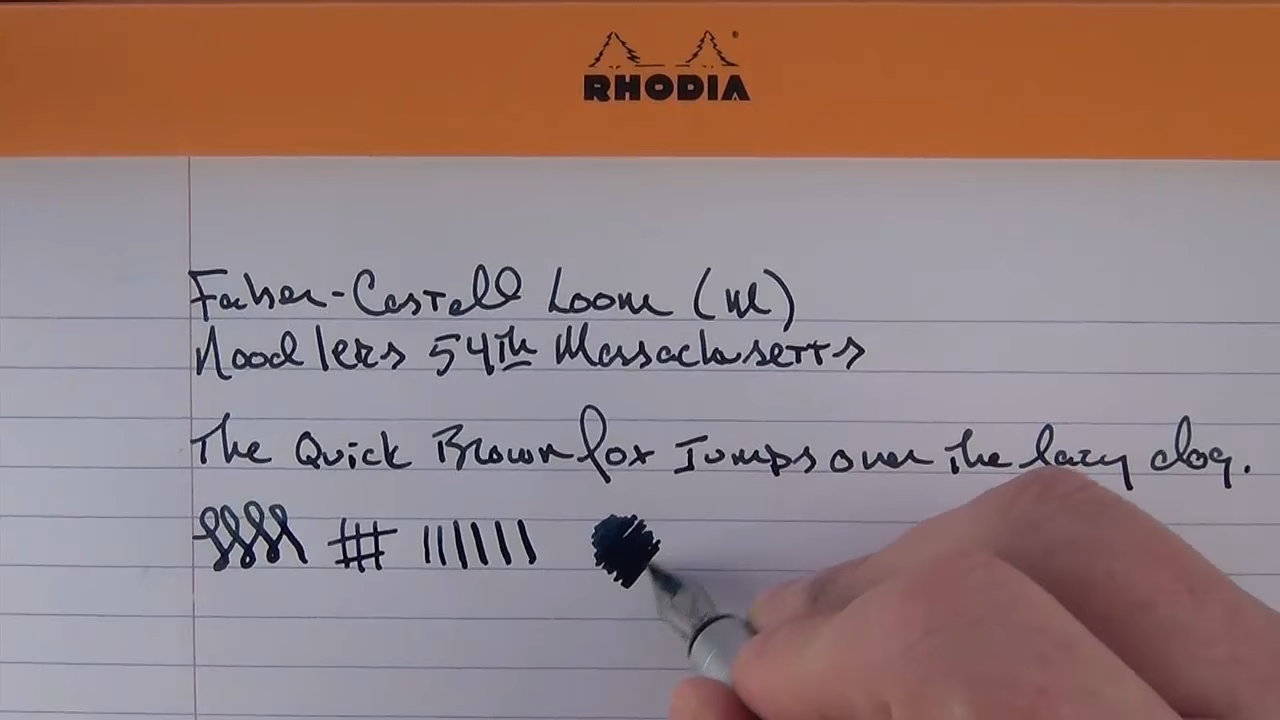 RHODIA
Faber-Castell Loom (M)
Noodlers 54th Massachusetts
The Quick Brown fox Jumps over the lazy dog.